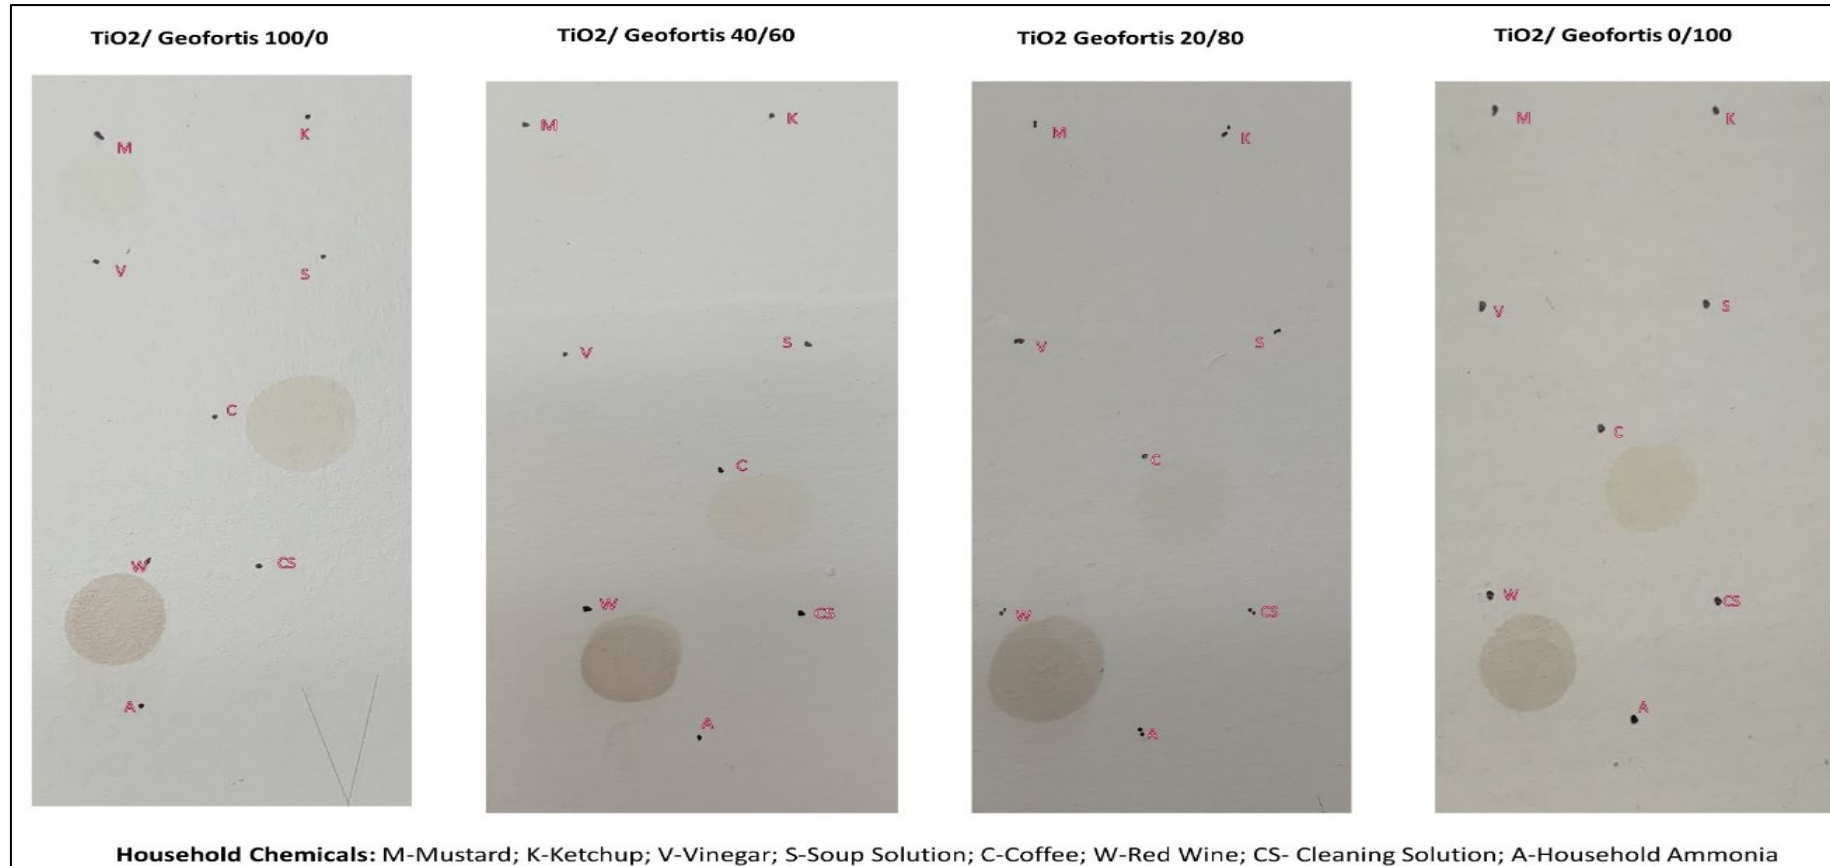 TiO2/ Geofortis 100/0
TiO2/ Geofortis 40/60
TiO2 Geofortis 20/80
TiO2/ Geofortis 0/100
M
K
V
S
C
W
CS
A
M
K
V
S
C
W
CS
A
M
K
V
S
C
W
CS
A
M
K
V
S
C
W
CS
A
Household Chemicals: M-Mustard; K-Ketchup; V-Vinegar; S-Soup Solution; C-Coffee; W-Red Wine; CS- Cleaning Solution; A-Household Ammonia